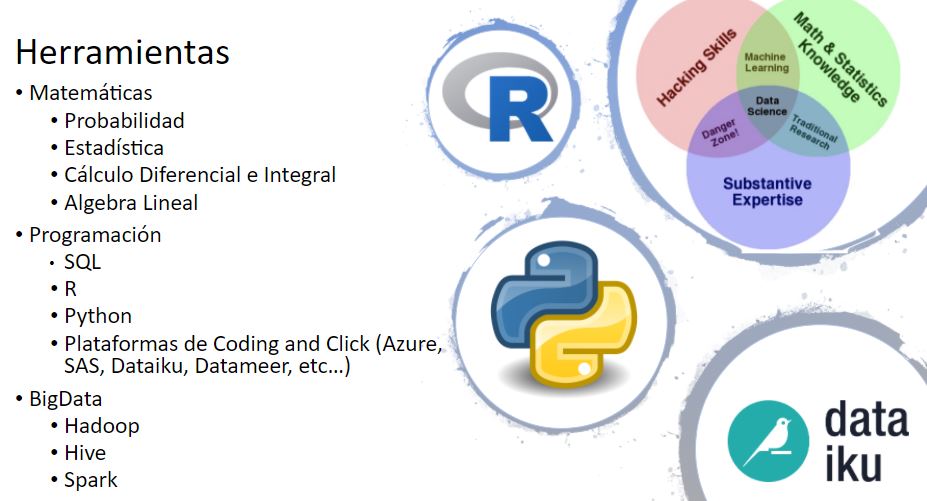 Herramientas
• Matemáticas
• Probabilidad
• Estadística
• Cálculo Diferencial e Integral
• Algebra Lineal
• Programación
• SQL
• R
• Python
• Plataformas de Coding and Click (Azure,
SAS, Dataiku, Datameer, etc...)
• BigData
• Hadoop
• Hive
• Spark
R
Hacking Skills
Math & Statistics
Knowledge
Machine
Learning
Data
Science
Danger
Zone!
Traditional
Research
Substantive
Expertise
data
iku